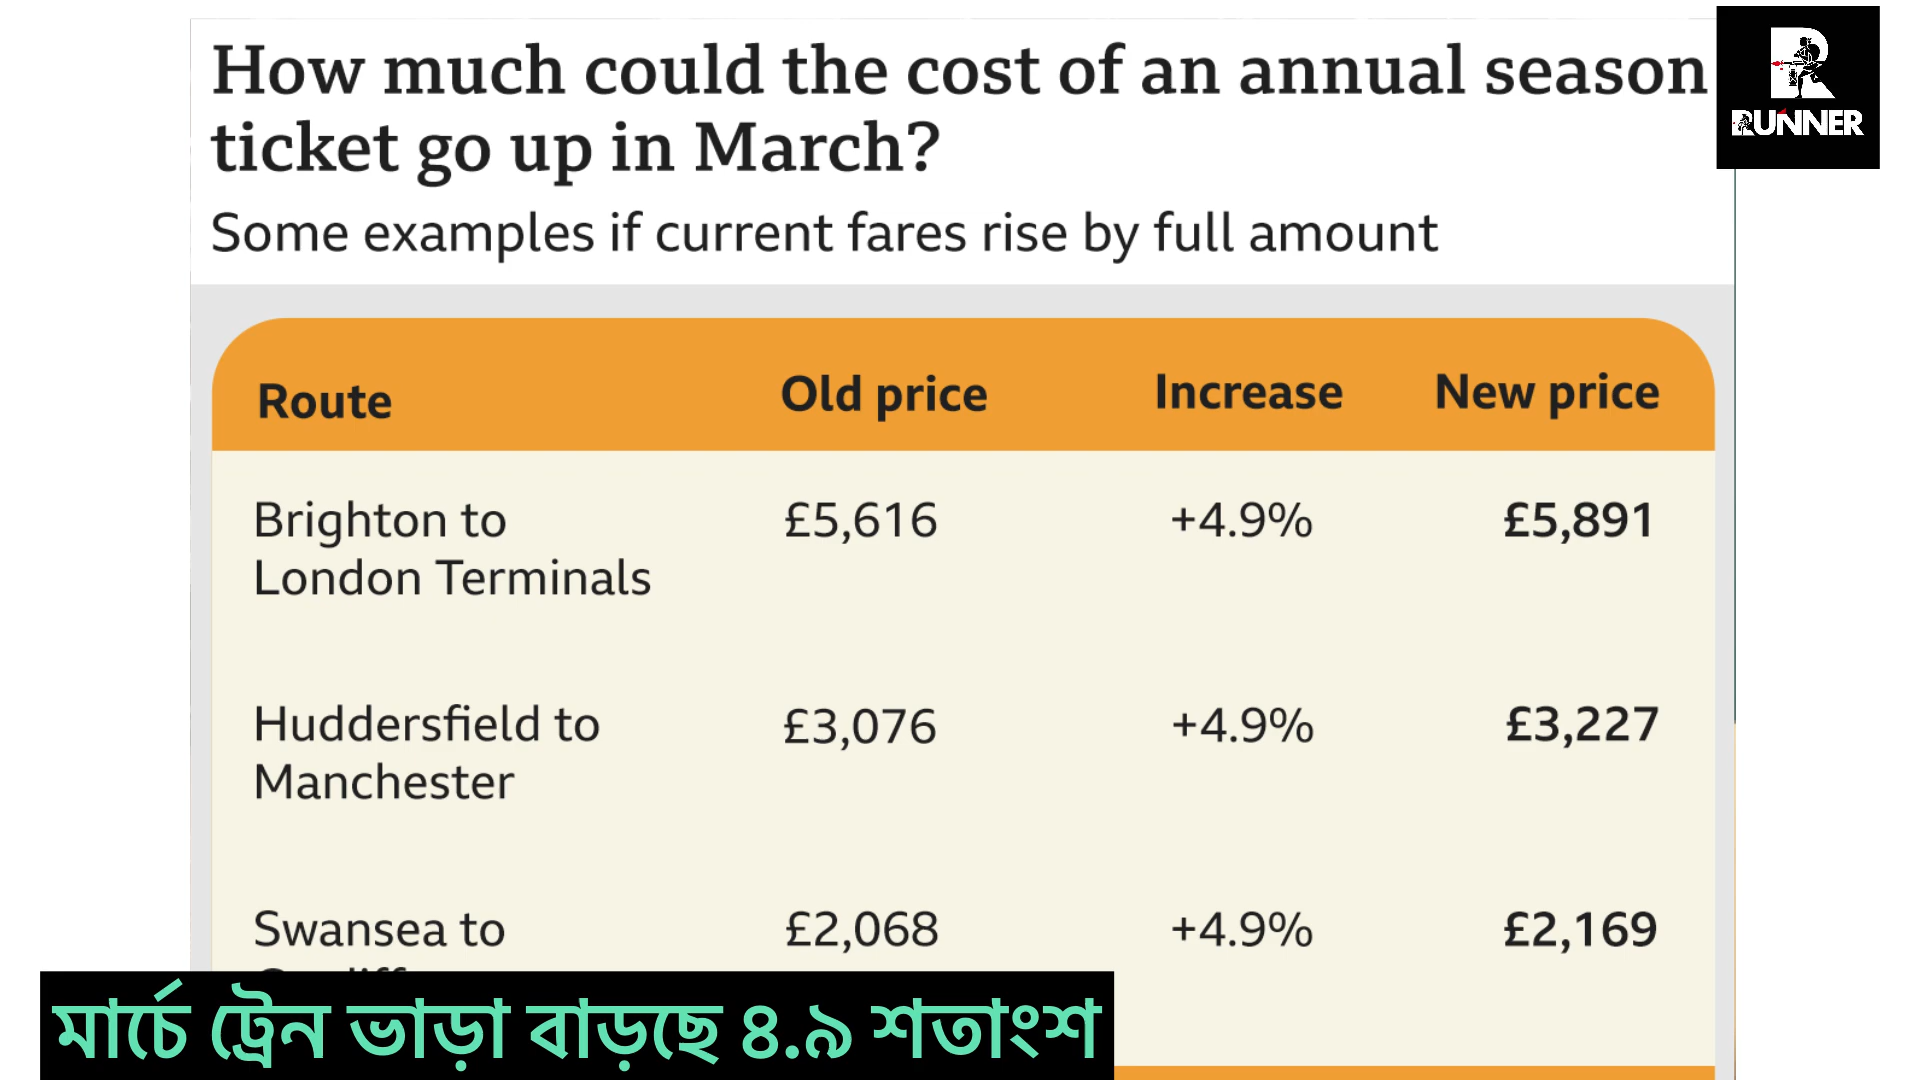 How much could the cost of an annual season
ticket go up in March?
Some examples if current fares rise by full amount
RUNNER
Route Old price Increase New price
Brighton to £5,616 +4.9% £5,891
London Terminals
Huddersfield to £3,076 +4.9% £3,227
Manchester
Swansea to £2,068 +4.9% £2,169
মার্চে ট্রেন ভাড়া বাড়ছে ৪.৯ শতাংশ